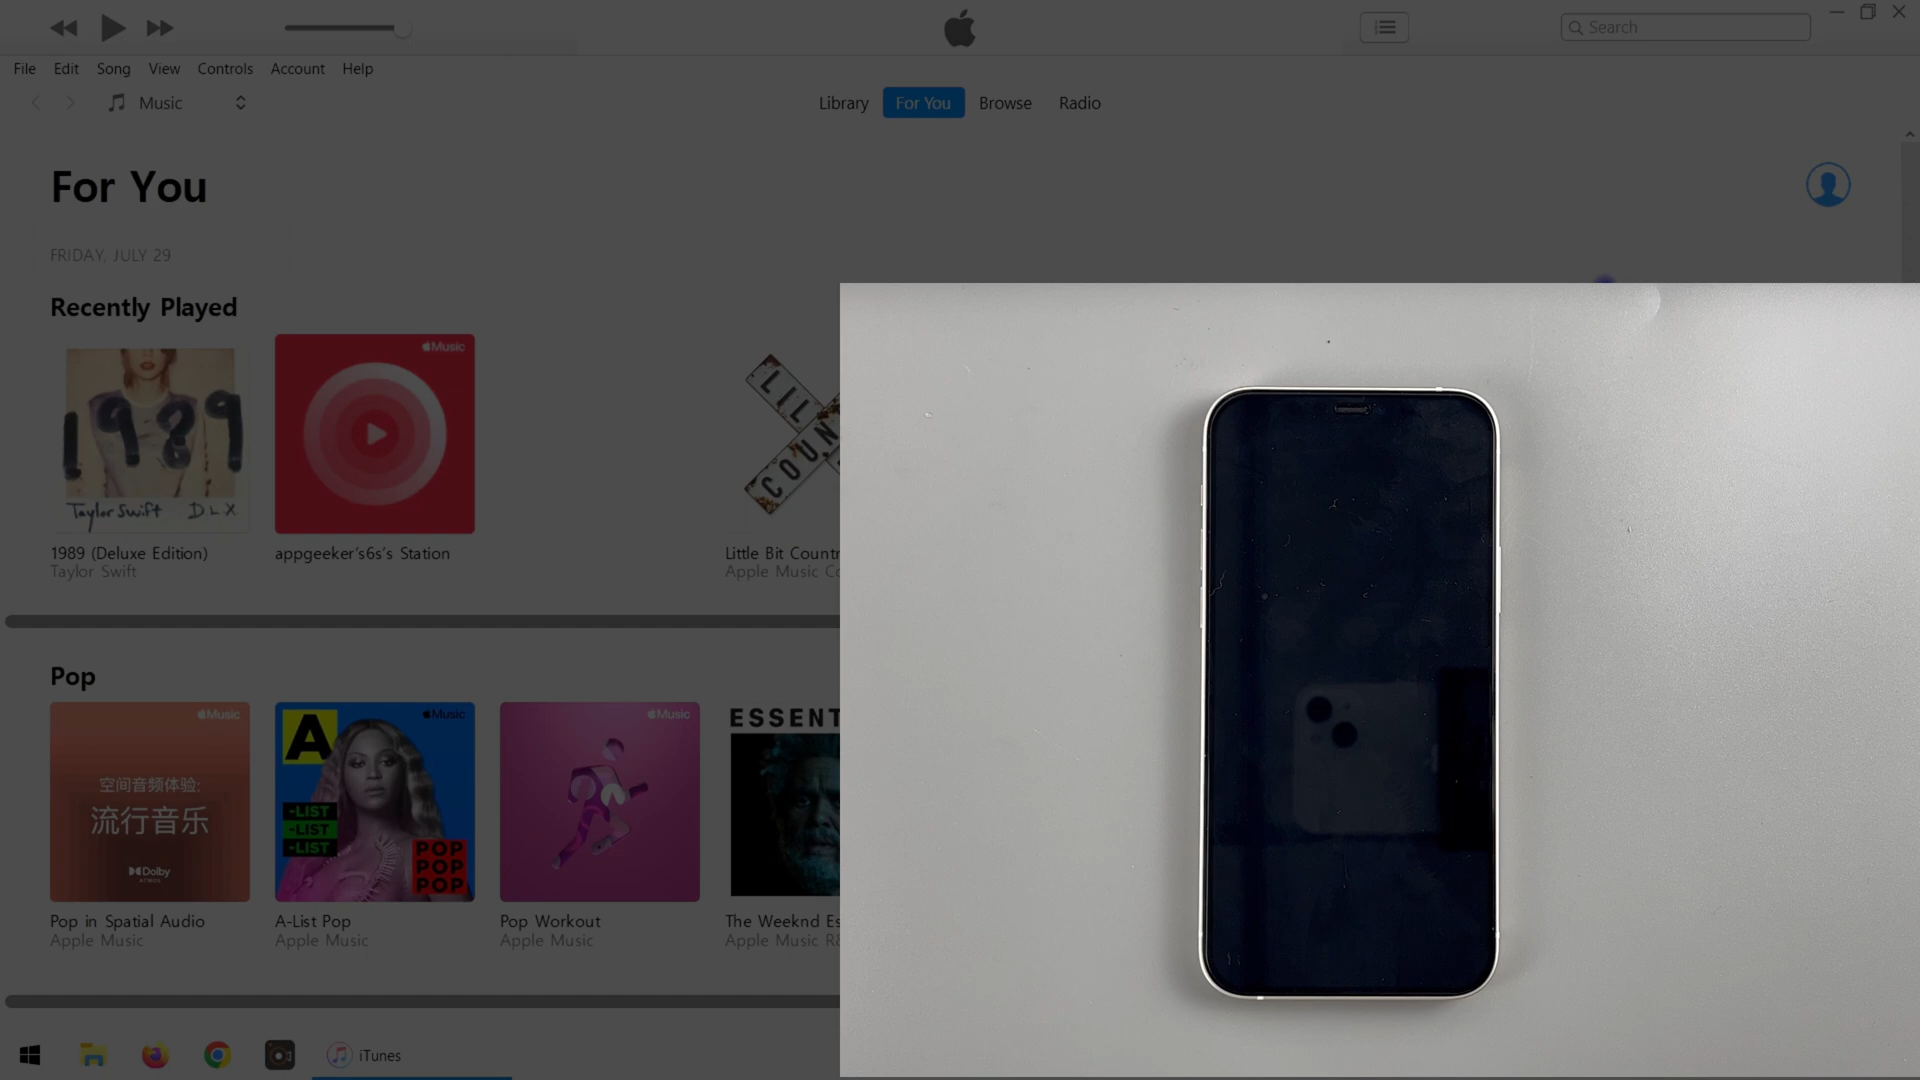 Search
File Edit Song View Controls Account Help
Music
Library For You Browse Radio
For You
FRIDAY, JULY 29
Recently Played
1989
Taylor Swift D.L.X.
Music
LIL
COUN
1989 (Deluxe Edition)
Taylor Swift
appgeeker's6s's Station
Little Bit Countr
Apple Music Co
Pop
Music
空间音频体验:
流行音乐
Dolby
ATMOS
Music
A
-LIST
-LIST
-LIST
POP
POP
POP
Music
ESSENT
Pop in Spatial Audio
Apple Music
A-List Pop
Apple Music
Pop Workout
Apple Music
The Weeknd Es
Apple Music R&
iTunes